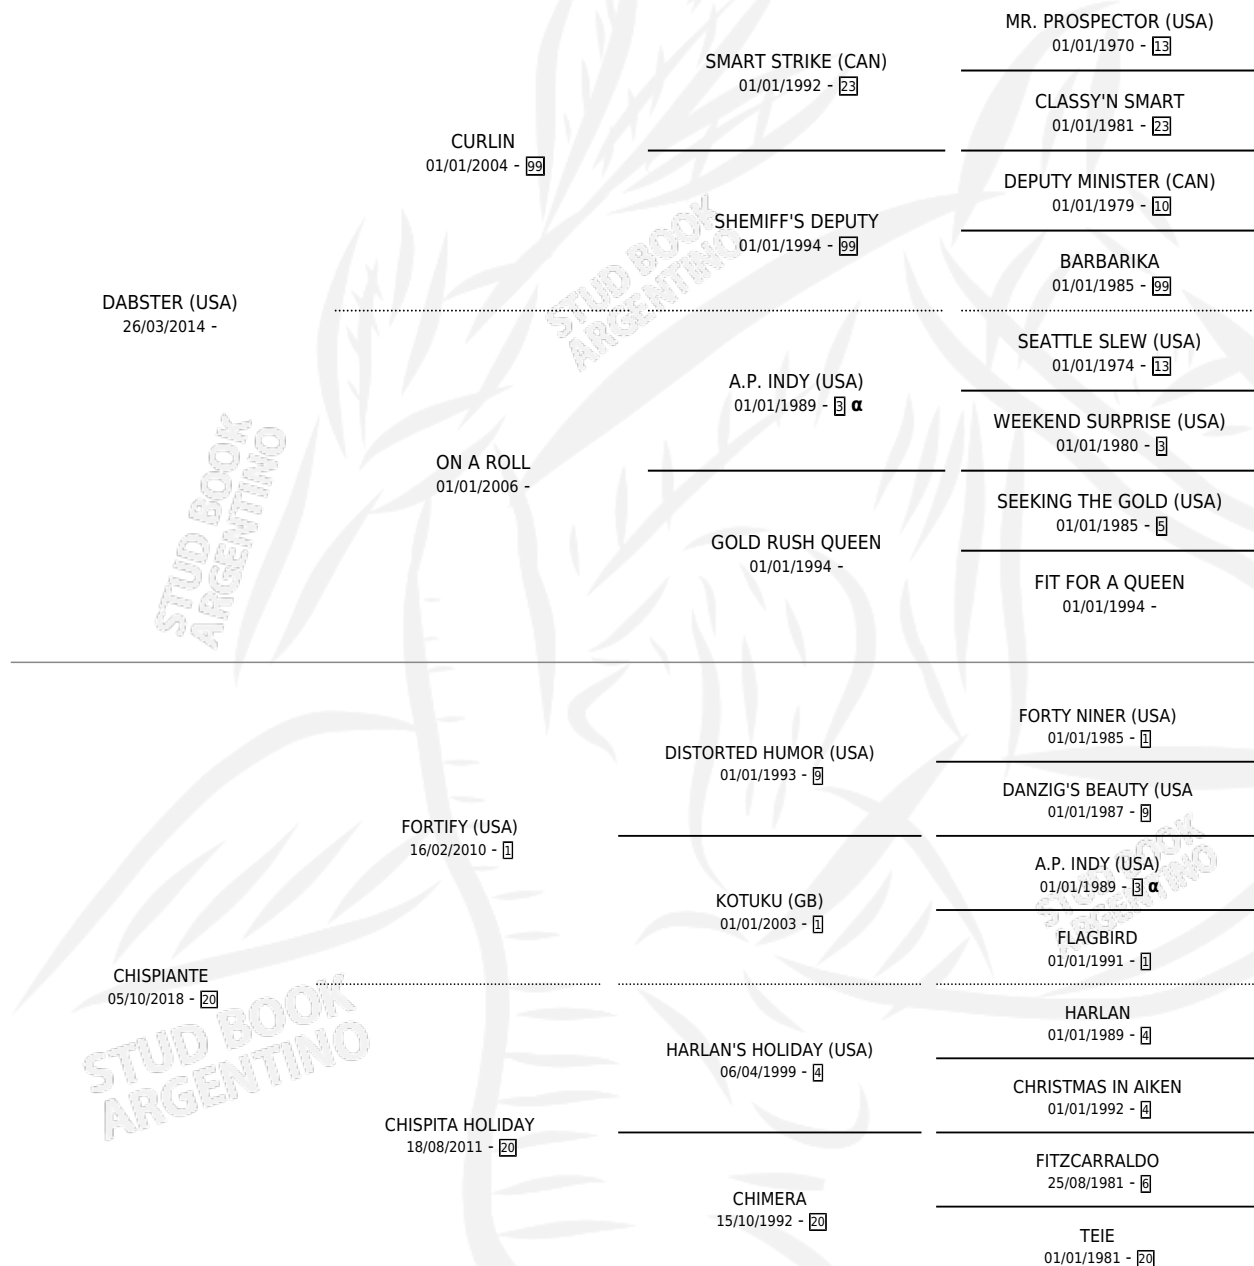 MR. PROSPECTOR (USA)
01/01/1970 - 13
SMART STRIKE (CAN)
01/01/1992 - 23
CLASSY'N SMART
01/01/1981 - 23
CURLIN
01/01/2004 - 99
DEPUTY MINISTER (CAN)
01/01/1979 - 10
SHEMIFF'S DEPUTY
01/01/1994 - 99
BARBARIKA
01/01/1985 - 99
DABSTER (USA)
26/03/2014 -
SEATTLE SLEW (USA)
01/01/1974 - 13
A.P. INDY (USA)
01/01/1989 - 3 α
WEEKEND SURPRISE (USA)
01/01/1980 - 3
ON A ROLL
01/01/2006 -
SEEKING THE GOLD (USA)
01/01/1985 - 5
GOLD RUSH QUEEN
01/01/1994 -
FIT FOR A QUEEN
01/01/1994 -
FORTY NINER (USA)
01/01/1985 - 1
DISTORTED HUMOR (USA)
01/01/1993 - 9
DANZIG'S BEAUTY (USA
01/01/1987 - 9
FORTIFY (USA)
16/02/2010 - 1
A.P. INDY (USA)
01/01/1989 - 3 α
KOTUKU (GB)
01/01/2003 - 1
FLAGBIRD
01/01/1991 - 1
CHISPIANTE
05/10/2018 - 20
HARLAN
01/01/1989 - 4
HARLAN'S HOLIDAY (USA)
06/04/1999 - 4
CHRISTMAS IN AIKEN
01/01/1992 - 4
CHISPITA HOLIDAY
18/08/2011 - 20
FITZCARRALDO
25/08/1981 - 6
CHIMERA
15/10/1992 - 20
TEIE
01/01/1981 - 20
STUD BOOK
ARGENTINO
STUD BOOK
ARGENTINO
STUD BOOK
ARGENTINO
STUD BOOK
ARGENTINO